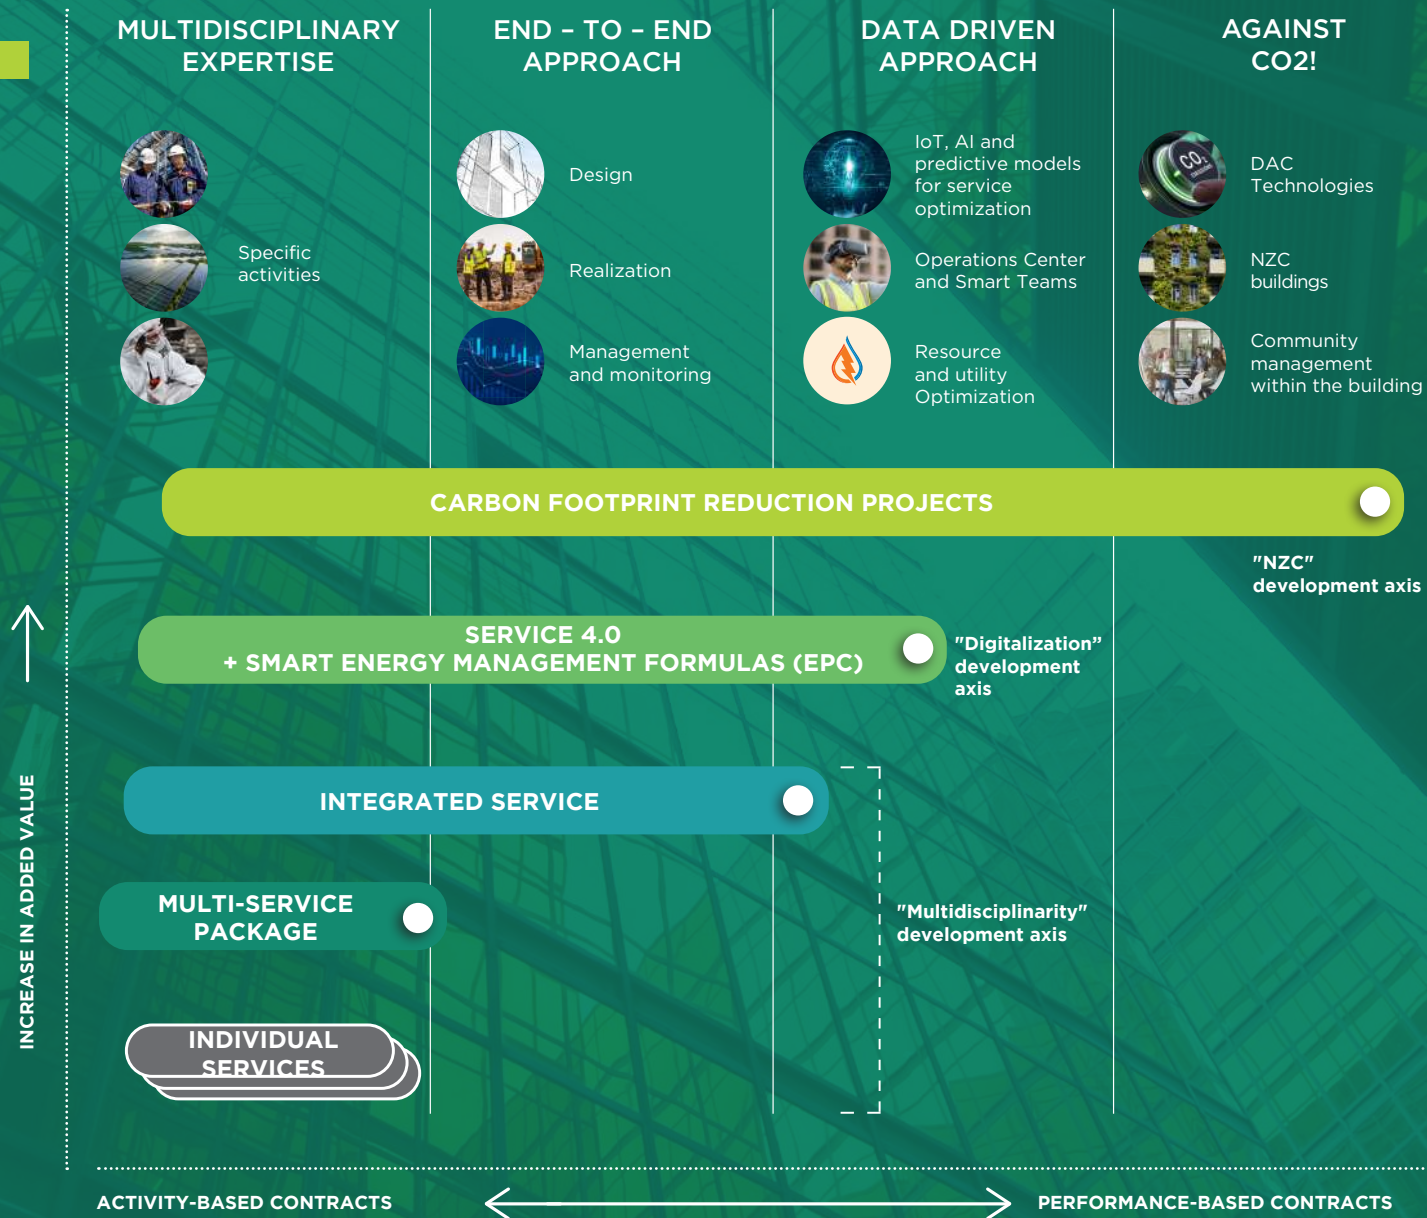 MULTIDISCIPLINARY
EXPERTISE
END – TO – END
APPROACH
DATA DRIVEN
APPROACH
AGAINST
CO2!
Specific
activities
Design
Realization
Management
and monitoring
IoT, AI and
predictive models
for service
optimization
Operations Center
and Smart Teams
Resource
and utility
Optimization
CO₂
DAC
Technologies
NZC
buildings
Community
management
within the building
CARBON FOOTPRINT REDUCTION PROJECTS
"NZC"
development axis
SERVICE 4.0
+ SMART ENERGY MANAGEMENT FORMULAS (EPC)
"Digitalization”
development
axis
INTEGRATED SERVICE
MULTI-SERVICE
PACKAGE
"Multidisciplinarity"
development axis
INDIVIDUAL
SERVICES
INCREASE IN ADDED VALUE
ACTIVITY-BASED CONTRACTS
PERFORMANCE-BASED CONTRACTS